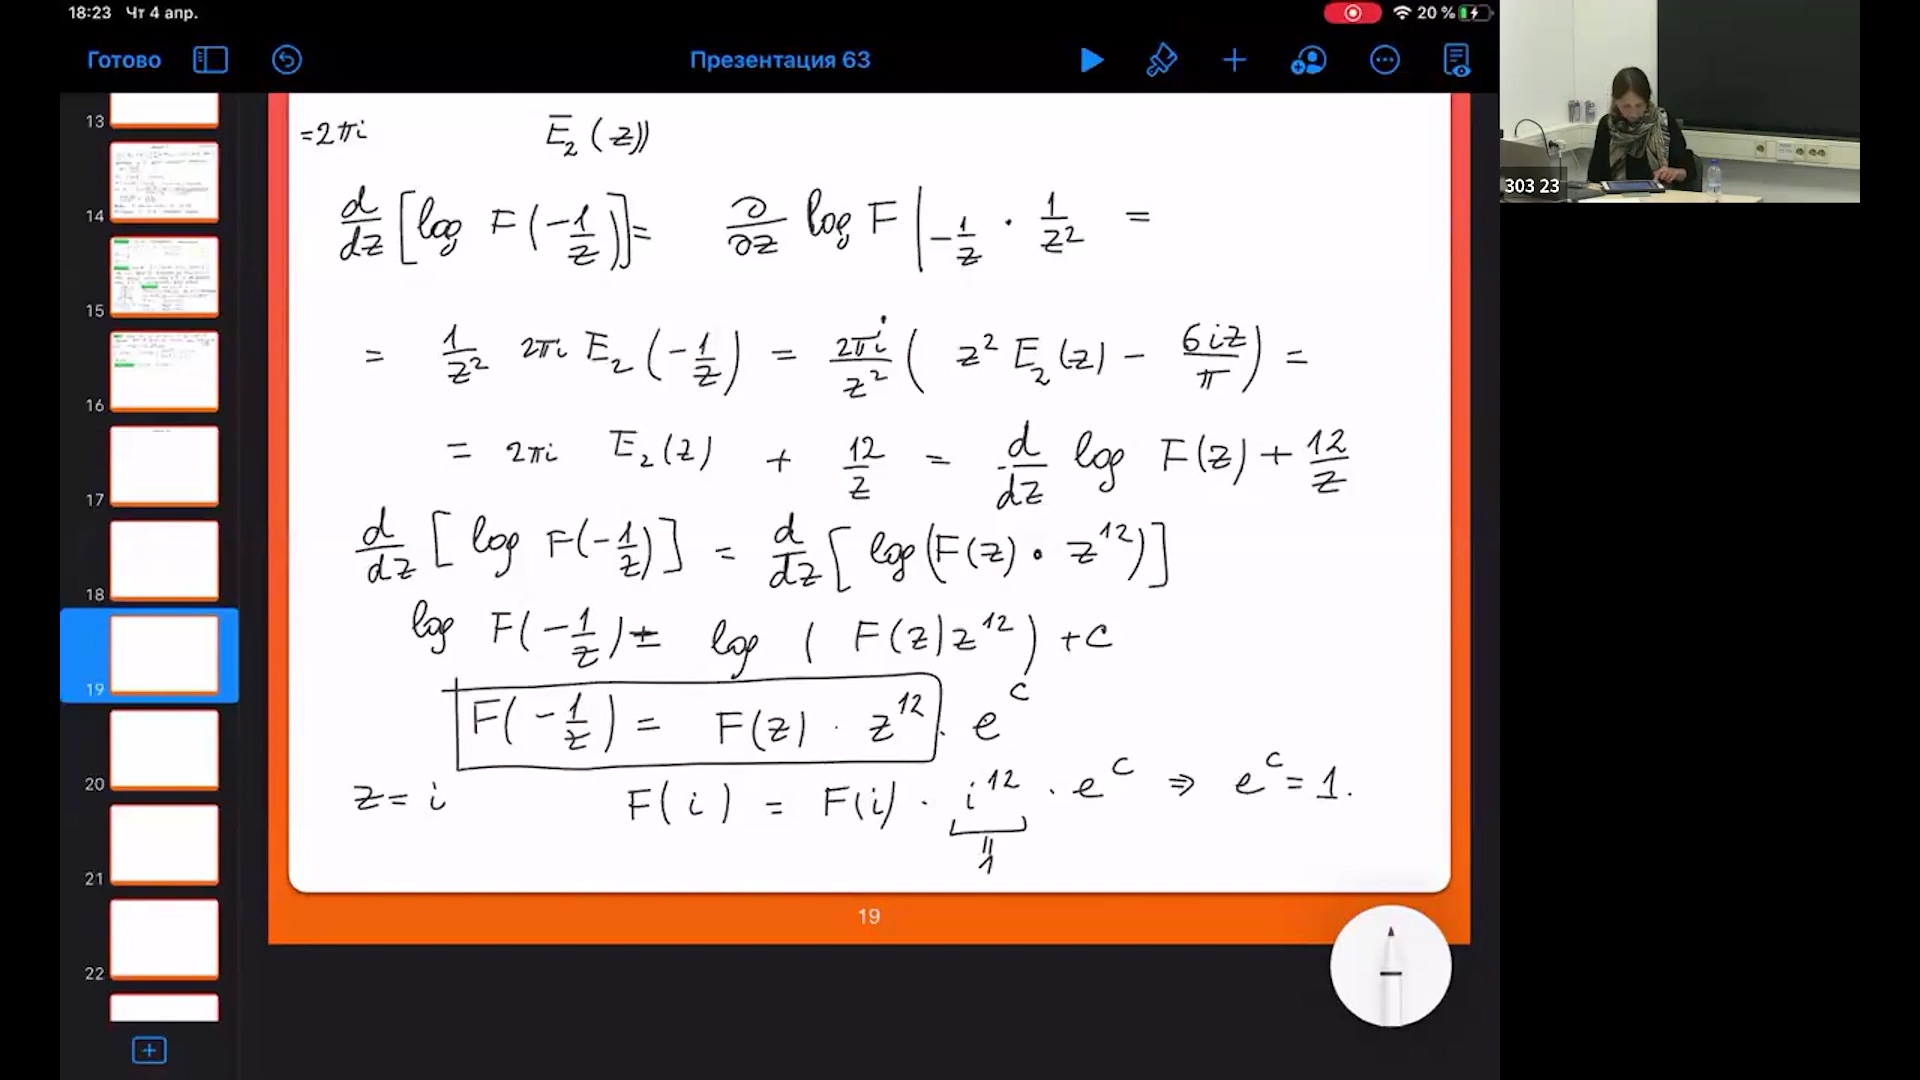 18:23 Чт 4 апр.
20 %
Готово
Презентация 63
303 23
= 2πi E₂(z))
d/dz [log F(-1/z)] = ∂/∂z log F |_{-1/z} · 1/z² =
= 1/z² 2πi E₂(-1/z) = 2πi/z² ( z² E₂(z) - 6iz/π ) =
= 2πi E₂(z) + 12/z = d/dz log F(z) + 12/z
d/dz [ log F(-1/z) ] = d/dz [ log(F(z) · z¹²) ]
log F(-1/z) = log ( F(z) z¹² ) + c
F(-1/z) = F(z) · z¹² · e^c
z = i F(i) = F(i) · i¹² · e^c ⇒ e^c = 1.
॥
1
19
13
14
15
16
17
18
19
20
21
22